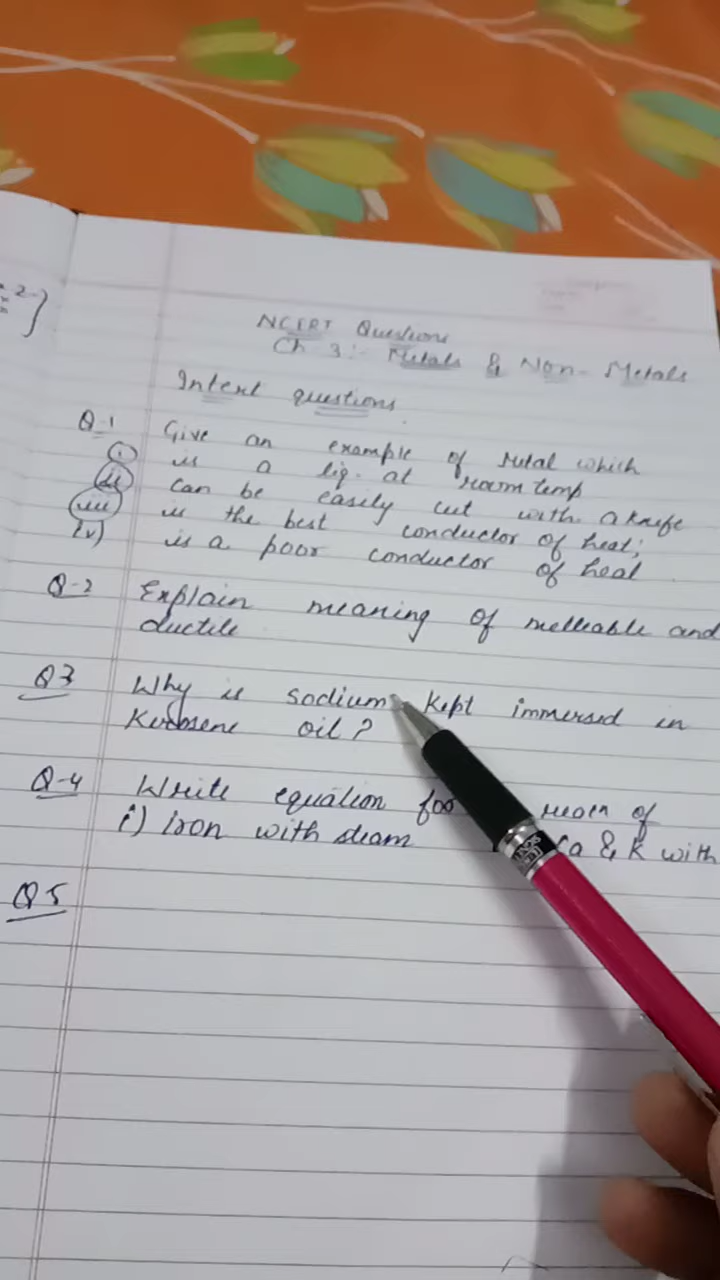 NCERT Questions
Ch 3:- Metals & Non-Metals
Intext questions
Q-1 Give an example of Metal which
i) is a liq. at room temp
ii) can be easily cut with a knife
iii) is the best conductor of heat;
iv) is a poor conductor of heat
Q-2 Explain meaning of melleable and
ductile
Q3 Why is sodium kept immersed in
Kerosene oil?
Q-4 Write equation for of
i) iron with steam Ca & K with
Q5